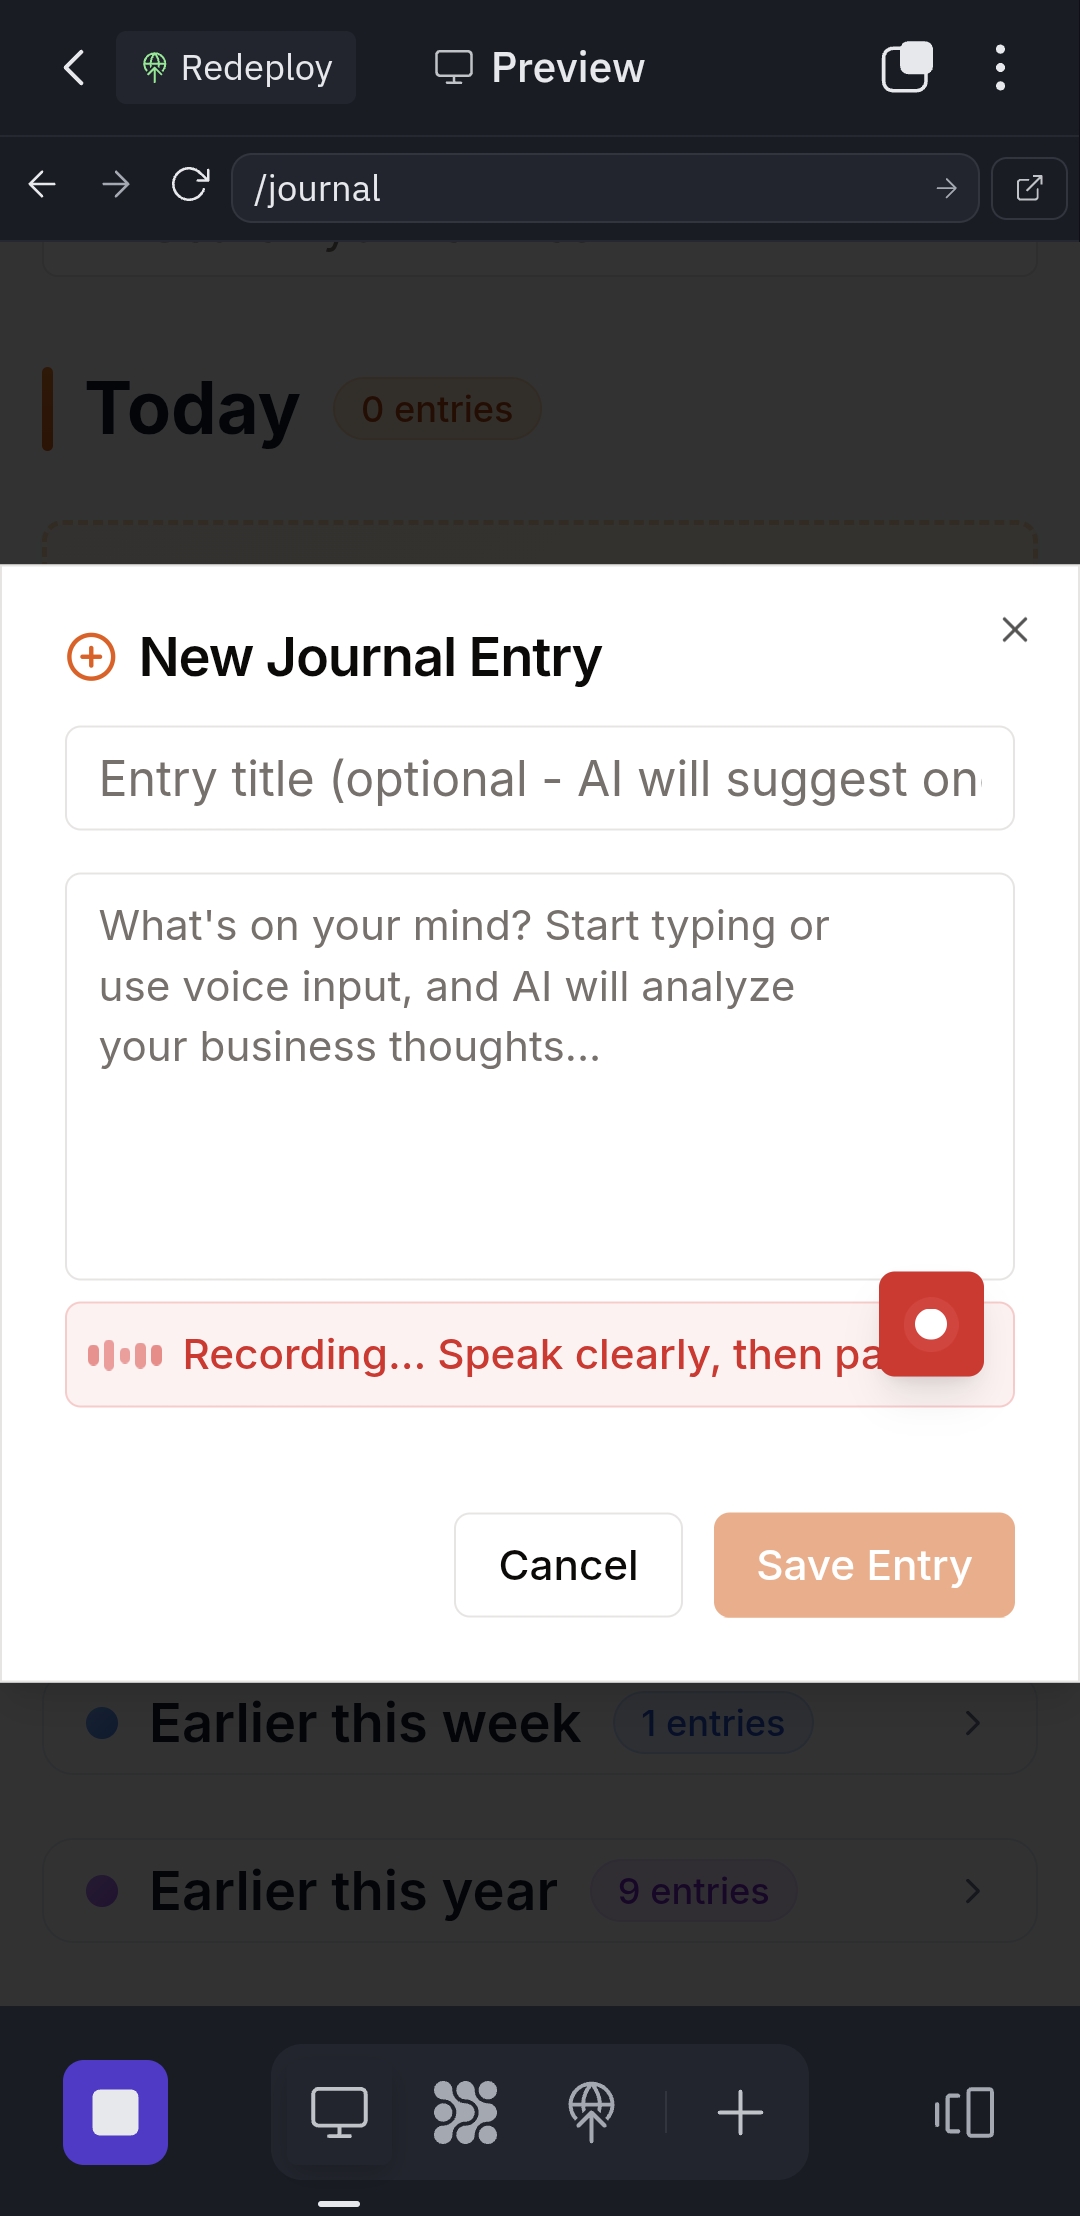 Redeploy
Preview
/journal
Today
0 entries
New Journal Entry
Entry title (optional - AI will suggest on
What's on your mind? Start typing or
use voice input, and AI will analyze
your business thoughts...
Recording... Speak clearly, then pa
Cancel
Save Entry
Earlier this week
1 entries
Earlier this year
9 entries